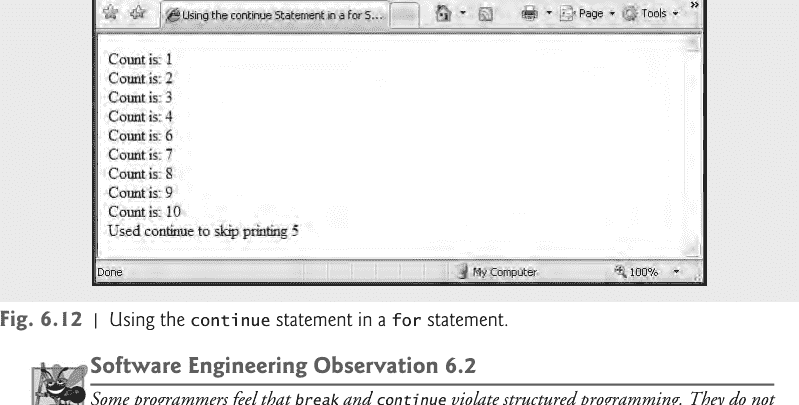 Using the continue Statement in a for S...
Page
Tools
»
Count is: 1
Count is: 2
Count is: 3
Count is: 4
Count is: 6
Count is: 7
Count is: 8
Count is: 9
Count is: 10
Used continue to skip printing 5
Done
My Computer
100%
Fig. 6.12 | Using the continue statement in a for statement.
Software Engineering Observation 6.2
Some programmers feel that break and continue violate structured programming. They do not